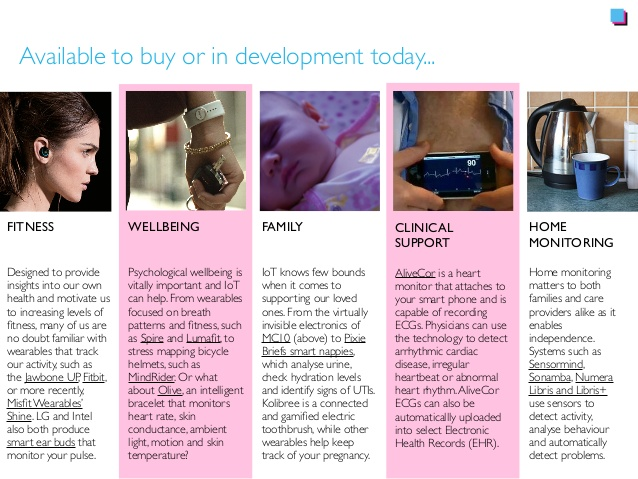 Available to buy or in development today...
90
FITNESS
Designed to provide
insights into our own
health and motivate us
to increasing levels of
fitness, many of us are
no doubt familiar with
wearables that track
our activity, such as
the Jawbone UP, Fitbit,
or more recently,
Misfit Wearables'
Shine. LG and Intel
also both produce
smart ear buds that
monitor your pulse.
WELLBEING
Psychological wellbeing is
vitally important and IoT
can help. From wearables
focused on breath
patterns and fitness, such
as Spire and Lumafit, to
stress mapping bicycle
helmets, such as
MindRider. Or what
about Olive, an intelligent
bracelet that monitors
heart rate, skin
conductance, ambient
light, motion and skin
temperature?
FAMILY
IoT knows few bounds
when it comes to
supporting our loved
ones. From the virtually
invisible electronics of
MC10 (above) to Pixie
Briefs smart nappies,
which analyse urine,
check hydration levels
and identify signs of UTIs.
Kolibree is a connected
and gamified electric
toothbrush, while other
wearables help keep
track of your pregnancy.
CLINICAL
SUPPORT
AliveCor is a heart
monitor that attaches to
your smart phone and is
capable of recording
ECGs. Physicians can use
the technology to detect
arrhythmic cardiac
disease, irregular
heartbeat or abnormal
heart rhythm. AliveCor
ECGs can also be
automaticallly uploaded
into select Electronic
Health Records (EHR).
HOME
MONITORING
Home monitoring
matters to both
families and care
providers alike as it
enables
independence.
Systems such as
Sensormind,
Sonamba, Numera
Libris and Libris+
use sensors to
detect activity,
analyse behaviour
and automatically
detect problems.